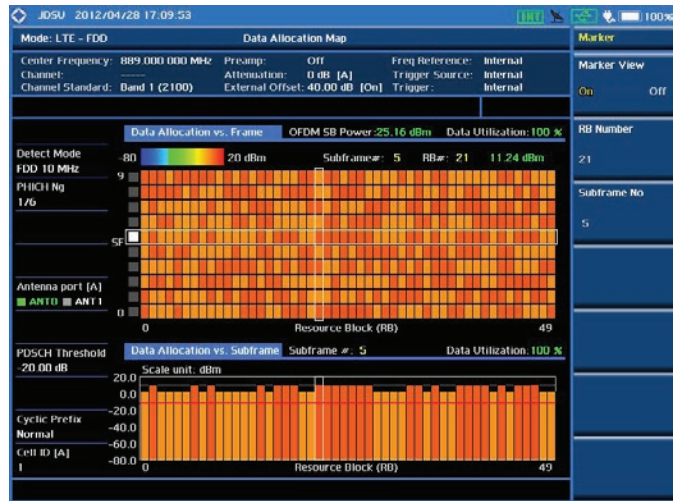 JDSU 2012/04/28 17:09:53
INT
100%
Mode: LTE - FDD Data Allocation Map
Marker
Center Frequency: 889.000 000 MHz Preamp: Off Freq Reference: Internal
Channel: ----- Attenuation: 0 dB [A] Trigger Source: Internal
Channel Standard: Band 1 (2100) External Offset: 40.00 dB [On] Trigger: Internal
Marker View
On Off
RB Number
21
Subframe No
5
Data Allocation vs. Frame OFDM SB Power:25.16 dBm Data Utilization:100 %
-80 20 dBm Subframe#: 5 RB#: 21 11.24 dBm
Detect Mode
FDD 10 MHz
PHICH Ng
1/6
Antenna port [A]
ANT0 ANT1
9
SF
0
0 Resource Block (RB) 49
PDSCH Threshold
-20.00 dB
Cyclic Prefix
Normal
Cell ID [A]
1
Data Allocation vs. Subframe Subframe #: 5 Data Utilization:100 %
Scale unit: dBm
20.0
0.0
-20.0
-40.0
-60.0
-80.0
0 Resource Block (RB) 49